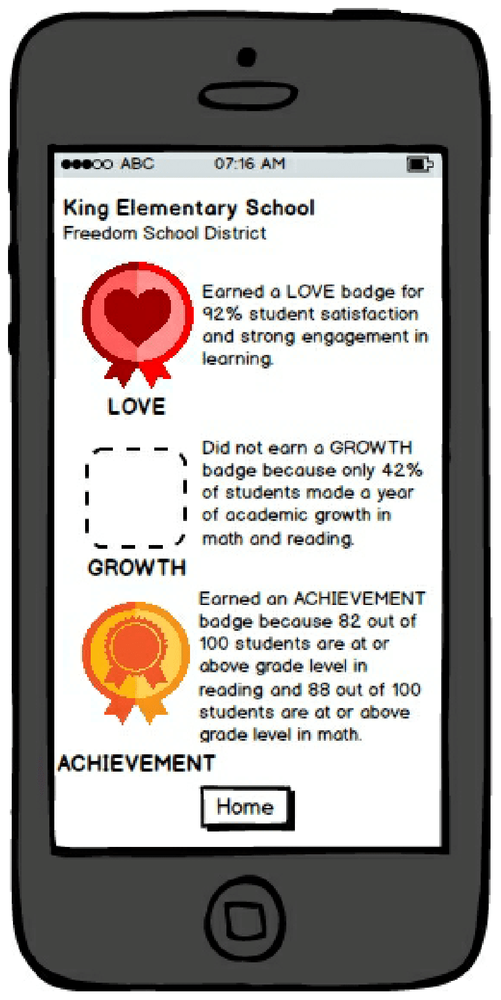 ABC 07:16 AM
King Elementary School
Freedom School District
Earned a LOVE badge for
92% student satisfaction
and strong engagement in
learning.
LOVE
Did not earn a GROWTH
badge because only 42%
of students made a year
of academic growth in
math and reading.
GROWTH
Earned an ACHIEVEMENT
badge because 82 out of
100 students are at or
above grade level in
reading and 88 out of 100
students are at or above
grade level in math.
ACHIEVEMENT
Home